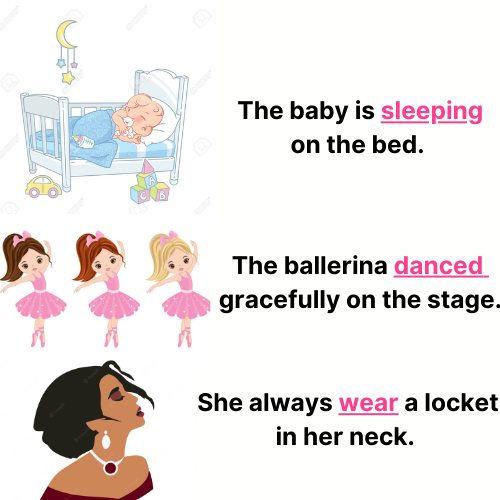 The baby is sleeping
on the bed.
The ballerina danced
gracefully on the stage.
She always wear a locket
in her neck.